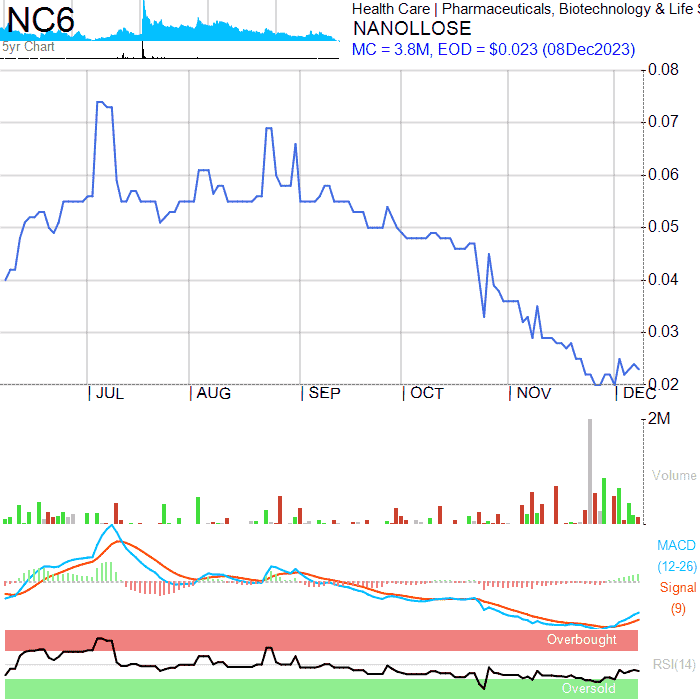 NC6
5yr Chart
Health Care | Pharmaceuticals, Biotechnology & Life S
NANOLLOSE
MC = 3.8M, EOD = $0.023 (08Dec2023)
0.08
0.07
0.06
0.05
0.04
0.03
0.02
JUL AUG SEP OCT NOV DEC
2M
Volume
MACD
(12-26)
Signal
(9)
Overbought
RSI(14)
Oversold